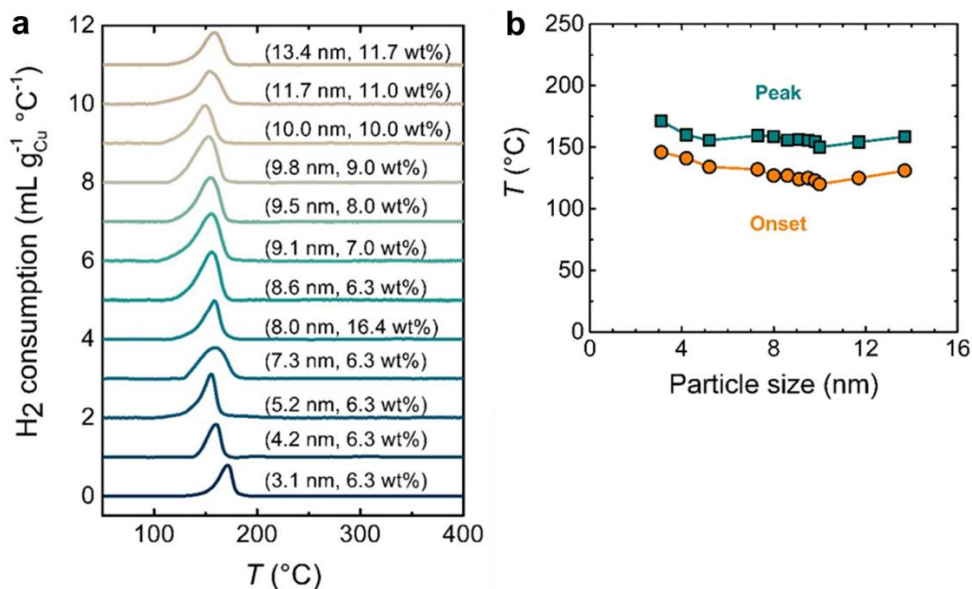 a
H2 consumption (mL g⁻¹Cu °C⁻¹)
12
10
8
6
4
2
0
(13.4 nm, 11.7 wt%)
(11.7 nm, 11.0 wt%)
(10.0 nm, 10.0 wt%)
(9.8 nm, 9.0 wt%)
(9.5 nm, 8.0 wt%)
(9.1 nm, 7.0 wt%)
(8.6 nm, 6.3 wt%)
(8.0 nm, 16.4 wt%)
(7.3 nm, 6.3 wt%)
(5.2 nm, 6.3 wt%)
(4.2 nm, 6.3 wt%)
(3.1 nm, 6.3 wt%)
100 200 300 400
T (°C)
b
T (°C)
250
200
150
100
50
0
Peak
Onset
0 4 8 12 16
Particle size (nm)